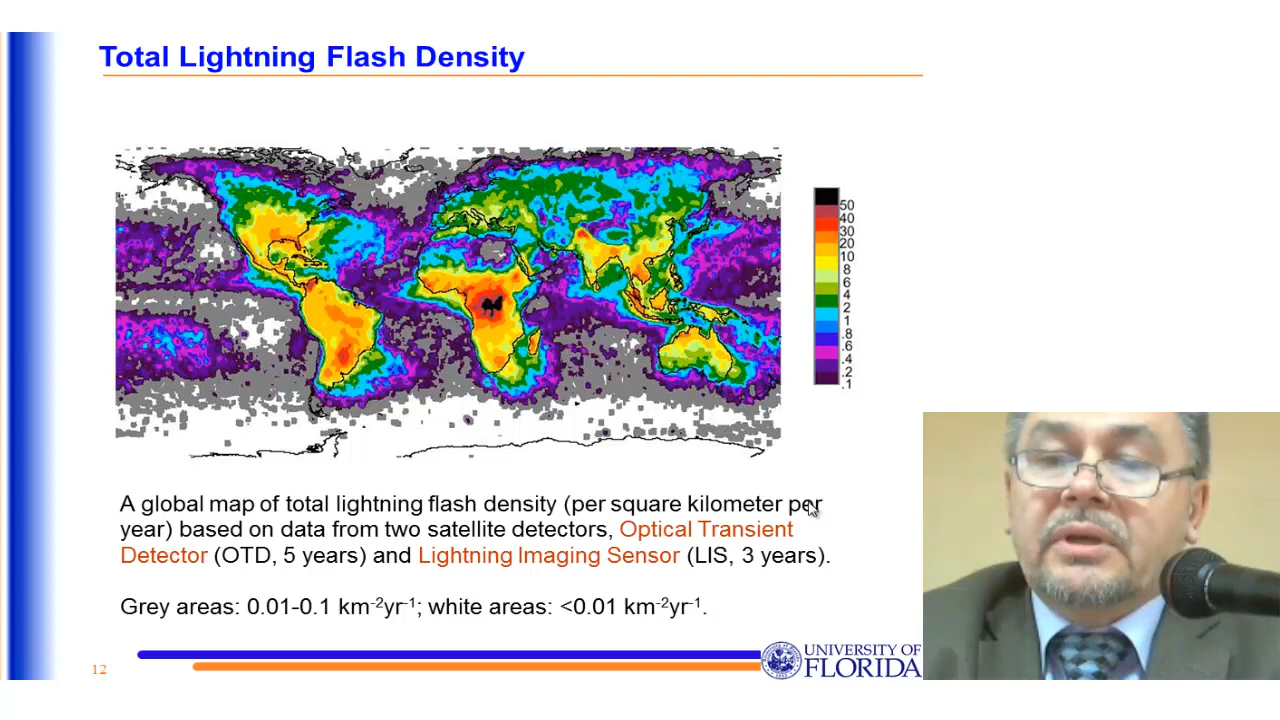 Total Lightning Flash Density
50
40
30
20
10
8
6
4
2
1
.8
.6
.4
.2
.1
A global map of total lightning flash density (per square kilometer per
year) based on data from two satellite detectors, Optical Transient
Detector (OTD, 5 years) and Lightning Imaging Sensor (LIS, 3 years).
Grey areas: 0.01-0.1 km⁻²yr⁻¹; white areas: <0.01 km⁻²yr⁻¹.
12
UNIVERSITY OF
FLORIDA